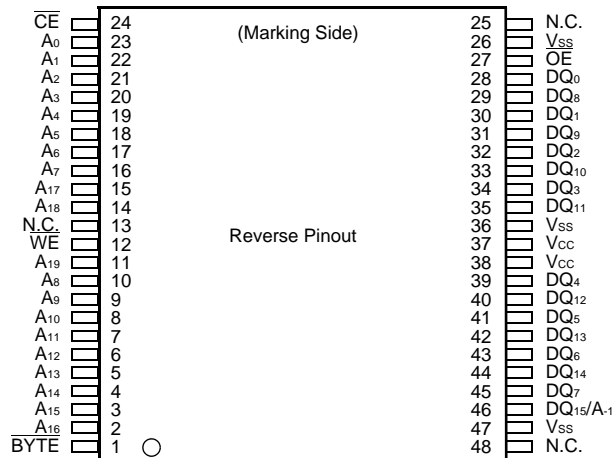 CE 24 (Marking Side) 25 N.C.
A0 23 26 VSS
A1 22 27 OE
A2 21 28 DQ0
A3 20 29 DQ8
A4 19 30 DQ1
A5 18 31 DQ9
A6 17 32 DQ2
A7 16 33 DQ10
A17 15 34 DQ3
A18 14 35 DQ11
N.C. 13 Reverse Pinout 36 VSS
WE 12 37 VCC
A19 11 38 VCC
A8 10 39 DQ4
A9 9 40 DQ12
A10 8 41 DQ5
A11 7 42 DQ13
A12 6 43 DQ6
A13 5 44 DQ14
A14 4 45 DQ7
A15 3 46 DQ15/A-1
A16 2 47 VSS
BYTE 1 48 N.C.